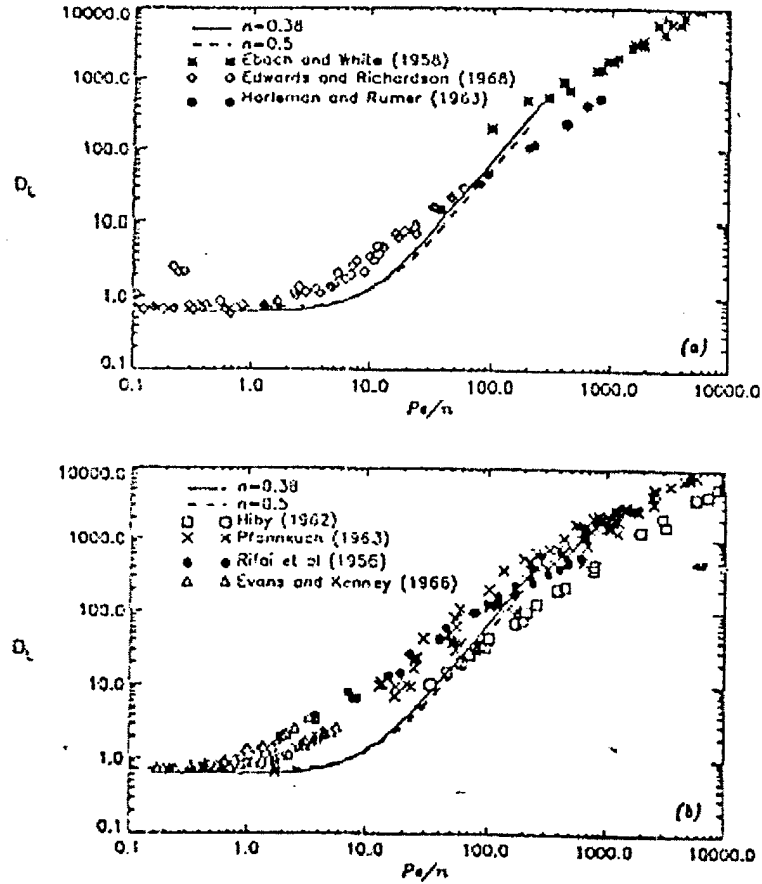 10000.0
1000.0
100.0
10.0
1.0
0.1
D_L
n=0.38
n=0.5
Ebach and White (1958)
Edwards and Richardson (1968)
Harleman and Rumer (1963)
(a)
0.1 1.0 10.0 100.0 1000.0 10000.0
Pe/n
10000.0
1000.0
100.0
10.0
1.0
0.1
n=0.38
n=0.5
Hiby (1962)
Pfannkuch (1963)
Rifai et al (1956)
Evans and Kenney (1966)
(b)
0.1 1.0 10.0 100.0 1000.0 10000.0
Pe/n